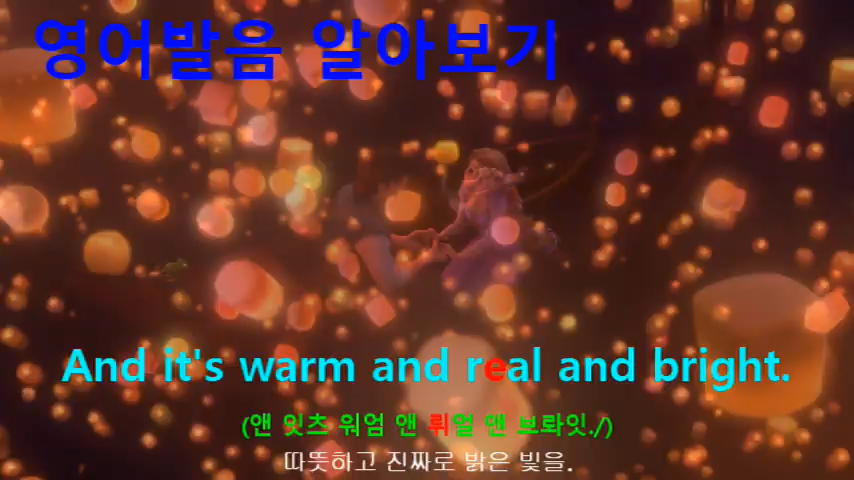 영어발음 알아보기
And it's warm and real and bright.
(앤 잇츠 워엄 앤 뤼얼 앤 브롸잇./)
따뜻하고 진짜로 밝은 빛을.